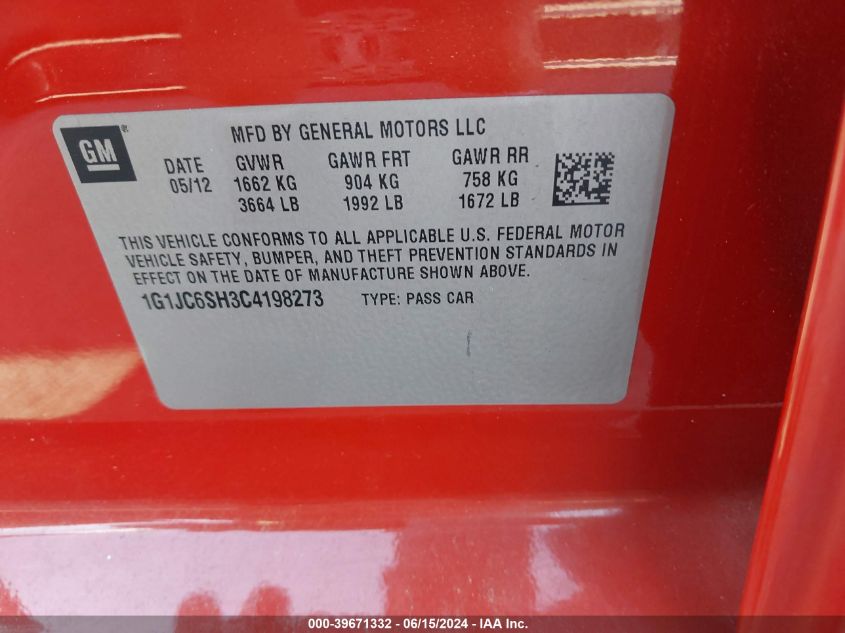 GM®
MFD BY GENERAL MOTORS LLC
DATE GVWR GAWR FRT GAWR RR
05/12 1662 KG 904 KG 758 KG
3664 LB 1992 LB 1672 LB
THIS VEHICLE CONFORMS TO ALL APPLICABLE U.S. FEDERAL MOTOR
VEHICLE SAFETY, BUMPER, AND THEFT PREVENTION STANDARDS IN
EFFECT ON THE DATE OF MANUFACTURE SHOWN ABOVE.
1G1JC6SH3C4198273 TYPE: PASS CAR
000-39671332 - 06/15/2024 - IAA Inc.